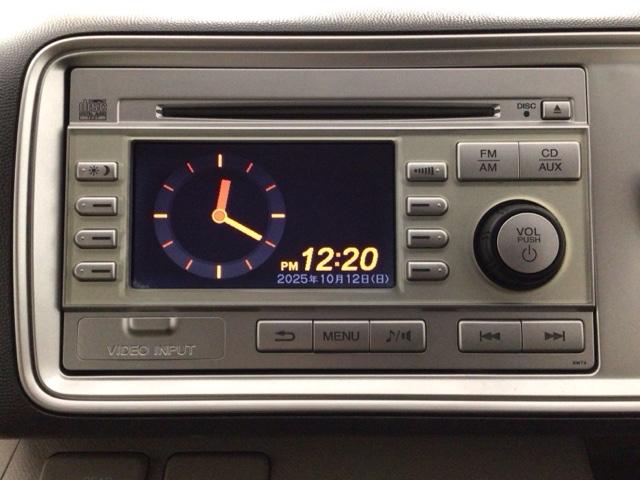 disc
DISC
FM
AM
CD
AUX
VOL
PUSH
PM 12:20
2025年10月12日(日)
VIDEO INPUT
MENU